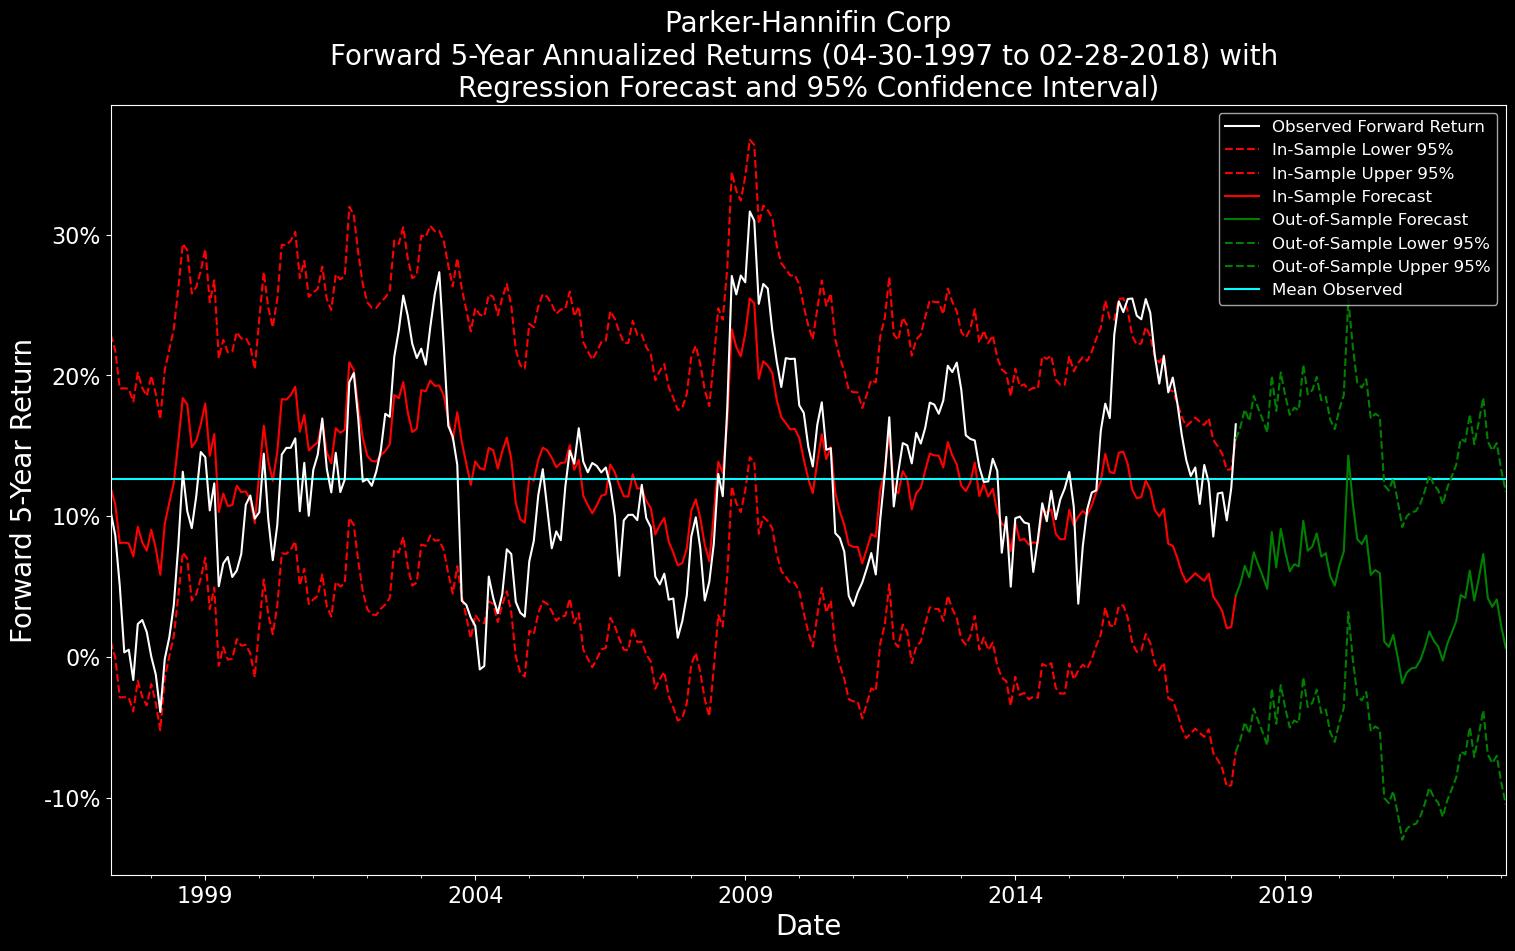 Parker-Hannifin Corp
Forward 5-Year Annualized Returns (04-30-1997 to 02-28-2018) with
Regression Forecast and 95% Confidence Interval)
Observed Forward Return
In-Sample Lower 95%
In-Sample Upper 95%
In-Sample Forecast
Out-of-Sample Forecast
Out-of-Sample Lower 95%
Out-of-Sample Upper 95%
Mean Observed
Forward 5-Year Return
30%
20%
10%
0%
-10%
1999
2004
2009
2014
2019
Date